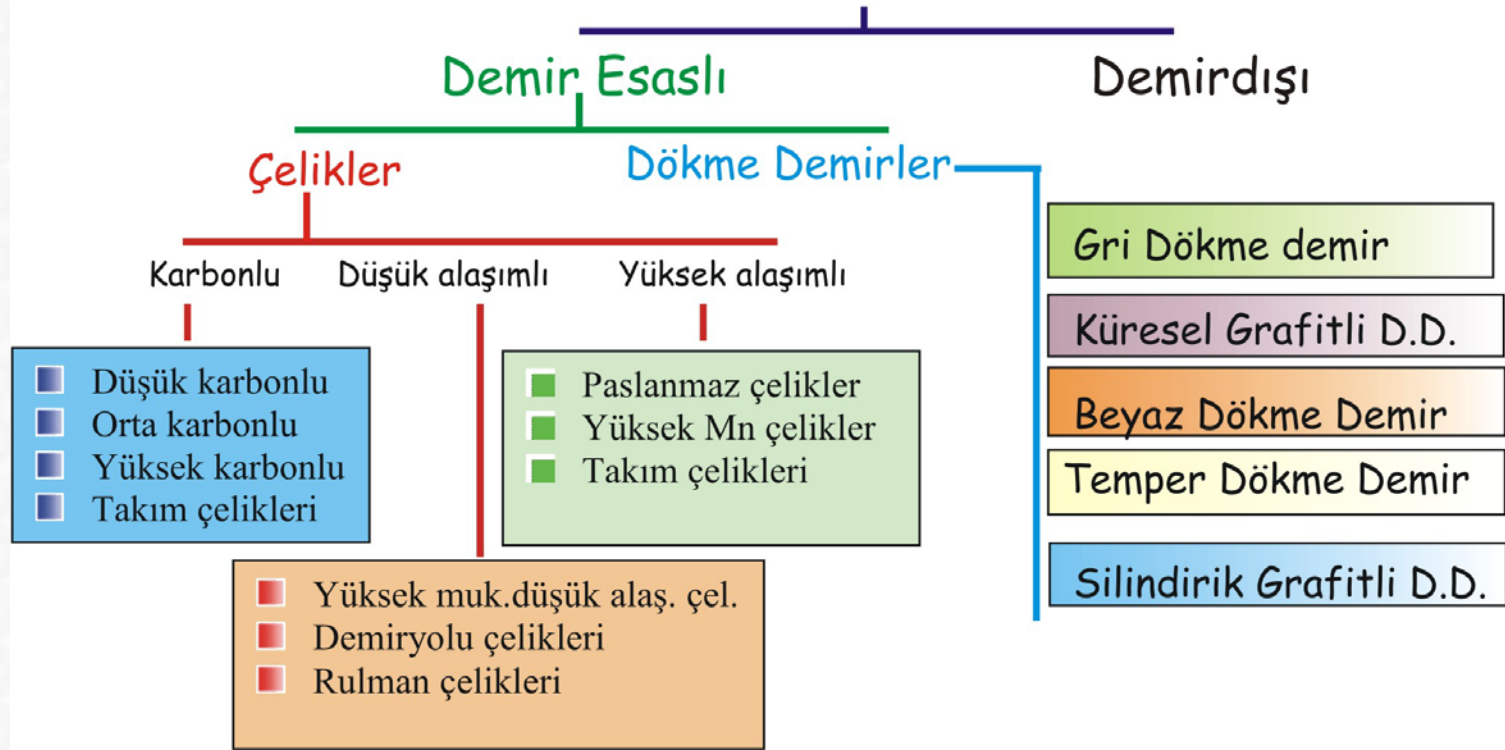 Demir Esaslı
Demirdışı
Çelikler
Dökme Demirler
Karbonlu
Düşük alaşımlı
Yüksek alaşımlı
Düşük karbonlu
Orta karbonlu
Yüksek karbonlu
Takım çelikleri
Yüksek muk.düşük alaş. çel.
Demiryolu çelikleri
Rulman çelikleri
Paslanmaz çelikler
Yüksek Mn çelikler
Takım çelikleri
Gri Dökme demir
Küresel Grafitli D.D.
Beyaz Dökme Demir
Temper Dökme Demir
Silindirik Grafitli D.D.